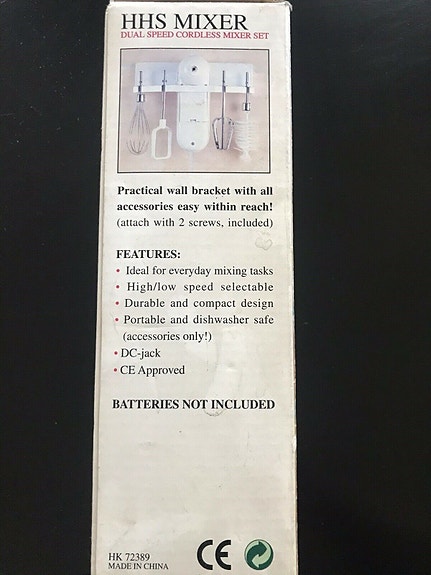 HHS MIXER
DUAL SPEED CORDLESS MIXER SET
Practical wall bracket with all
accessories easy within reach!
(attach with 2 screws, included)
FEATURES:
• Ideal for everyday mixing tasks
• High/low speed selectable
• Durable and compact design
• Portable and dishwasher safe
(accessories only!)
• DC-jack
• CE Approved
BATTERIES NOT INCLUDED
HK 72389
MADE IN CHINA
CE